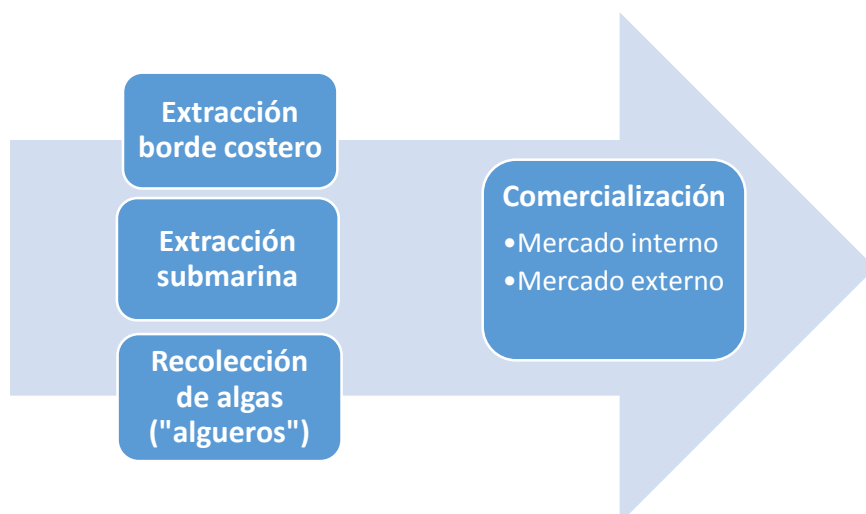 Extracción
borde costero
Extracción
submarina
Recolección
de algas
("algueros")
Comercialización
•Mercado interno
•Mercado externo